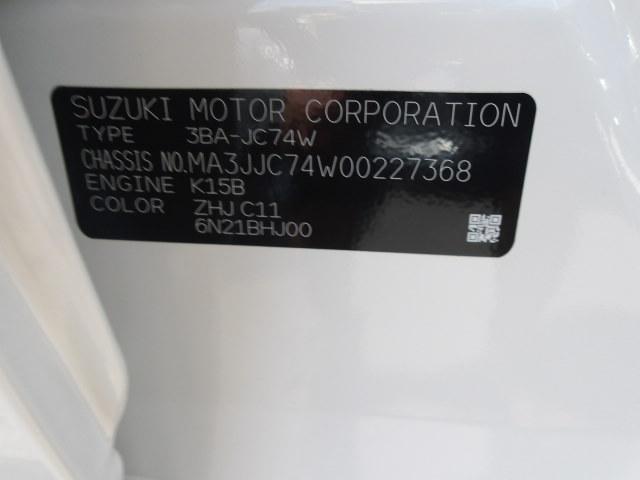 SUZUKI MOTOR CORPORATION
TYPE 3BA-JC74W
CHASSIS NO. MA3JJC74W00227368
ENGINE K15B
COLOR ZHJ C11
6N21BHJ00